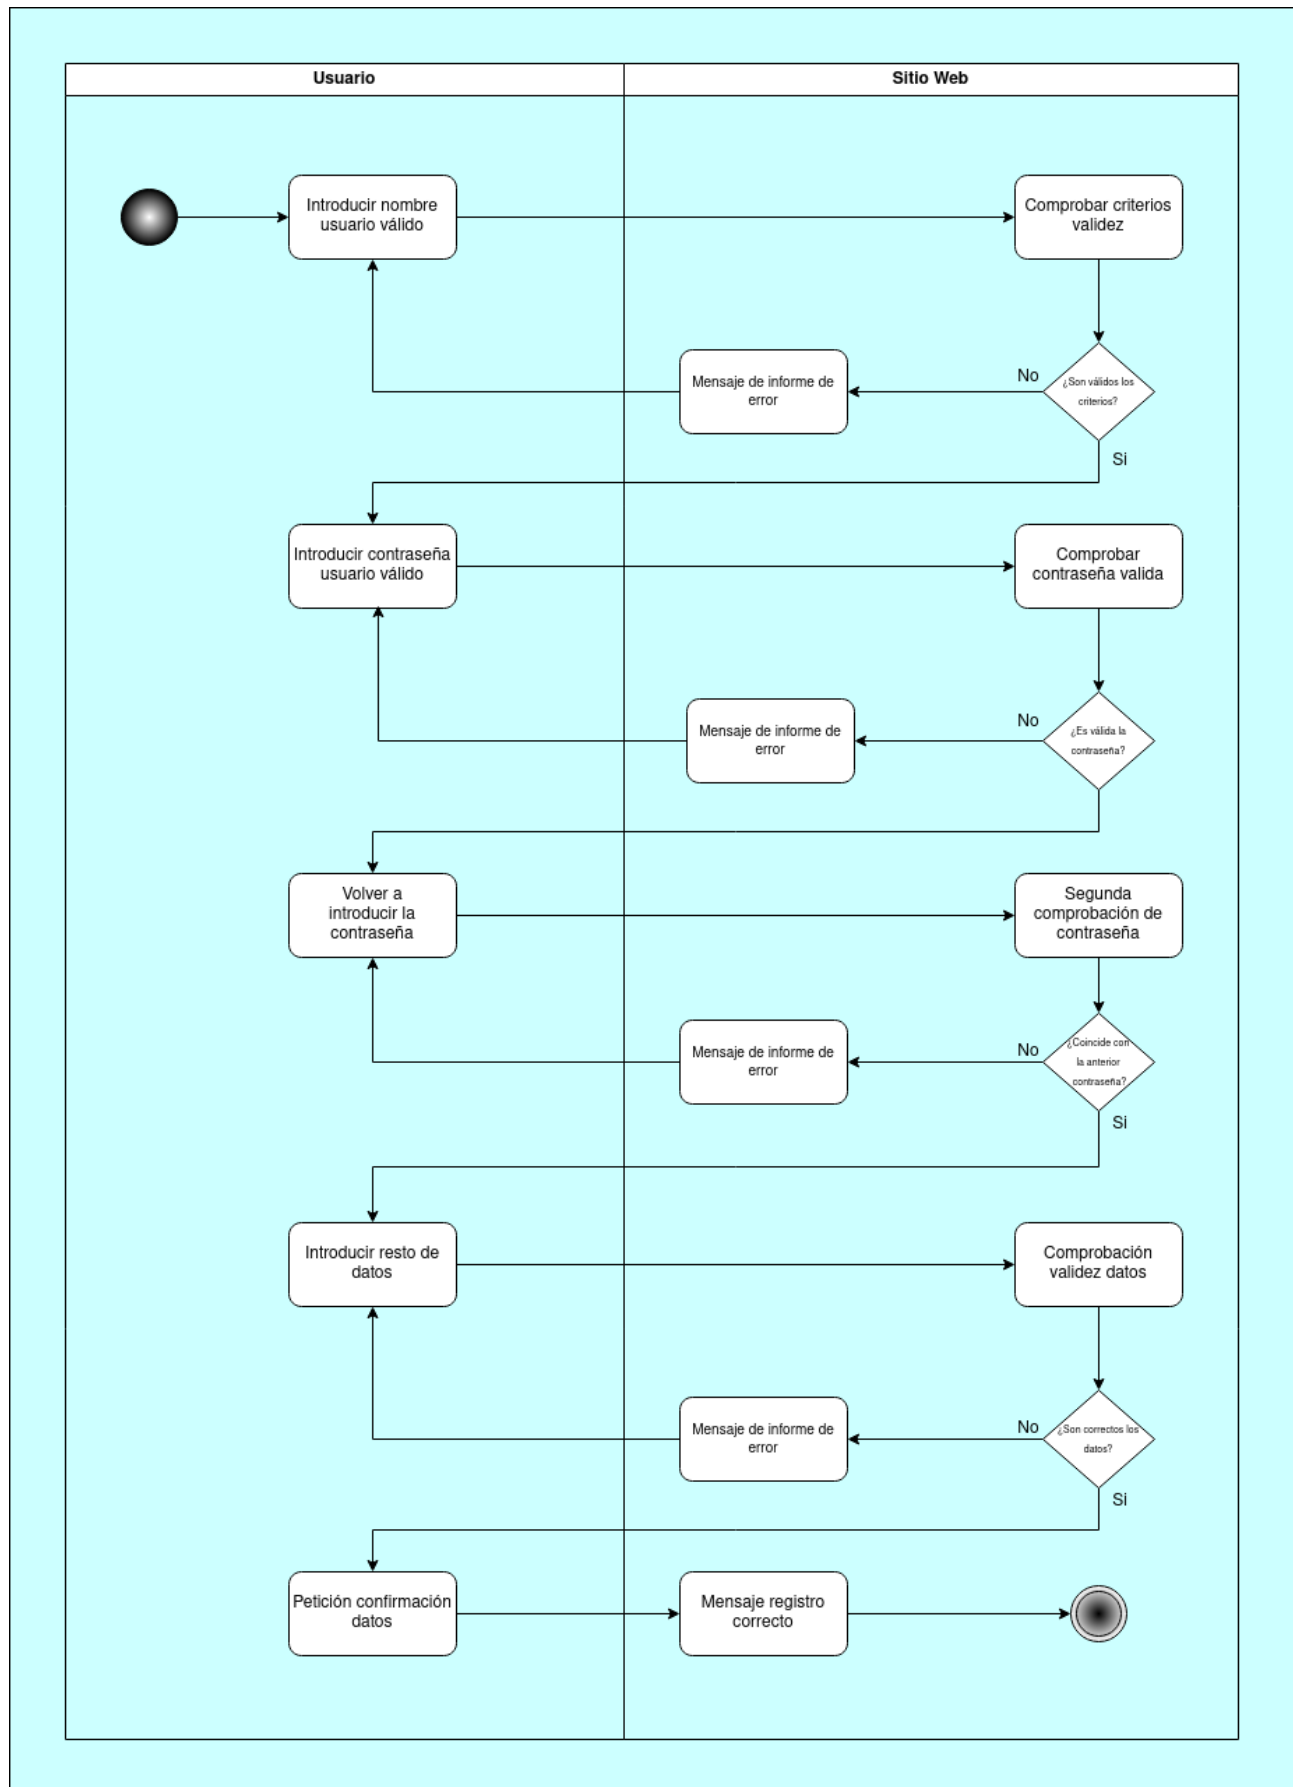 Usuario
Sitio Web
Introducir nombre
usuario válido
Comprobar criterios
validez
Mensaje de informe de
error
No
¿Son válidos los
criterios?
Si
Introducir contraseña
usuario válido
Comprobar
contraseña valida
Mensaje de informe de
error
No
¿Es válida la
contraseña?
Volver a
introducir la
contraseña
Segunda
comprobación de
contraseña
Mensaje de informe de
error
No
¿Coincide con
la anterior
contraseña?
Si
Introducir resto de
datos
Comprobación
validez datos
Mensaje de informe de
error
No
¿Son correctos los
datos?
Si
Petición confirmación
datos
Mensaje registro
correcto